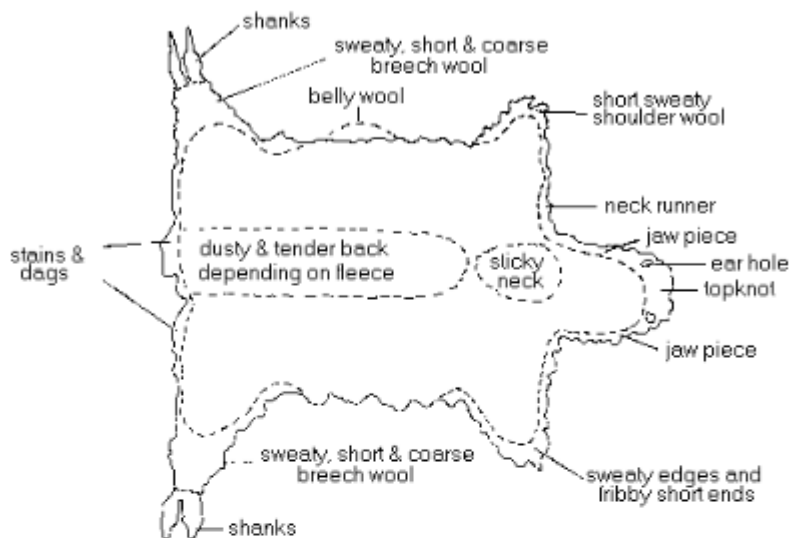 shanks
sweaty, short & coarse
breech wool
belly wool
short sweaty
shoulder wool
neck runner
jaw piece
stains &
dags
dusty & tender back
depending on fleece
slicky
neck
ear hole
topknot
jaw piece
sweaty, short & coarse
breech wool
sweaty edges and
fribby short ends
shanks